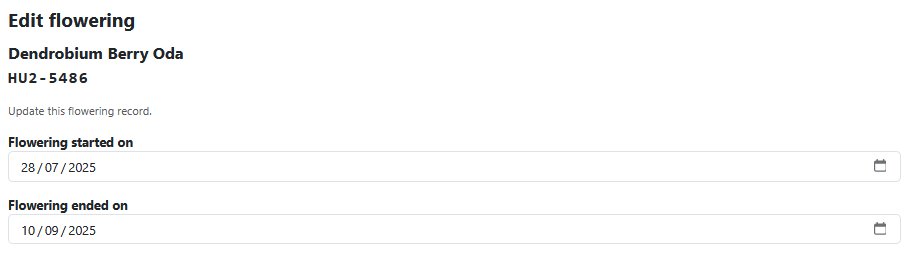 Edit flowering
Dendrobium Berry Oda
HU2-5486
Update this flowering record.
Flowering started on
28/07/2025
Flowering ended on
10/09/2025